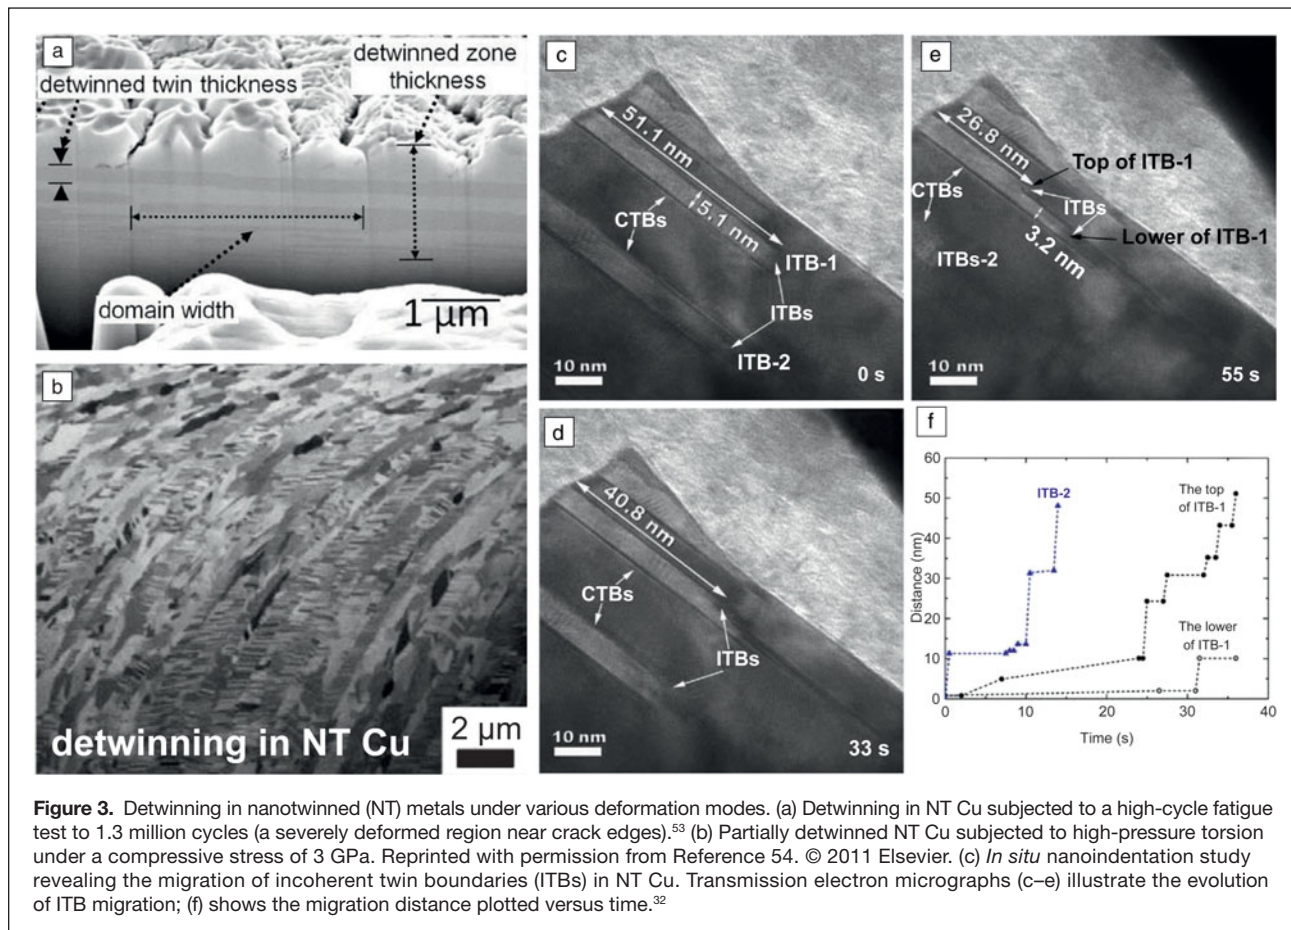 a
detwinned twin thickness
detwinned zone
thickness
domain width
1 μm
b
detwinning in NT Cu
2 μm
c
51.1 nm
5.1 nm
CTBs
ITB-1
ITBs
ITB-2
10 nm
0 s
d
40.8 nm
CTBs
ITBs
10 nm
33 s
e
26.8 nm
Top of ITB-1
CTBs
ITBs
Lower of ITB-1
3.2 nm
ITBs-2
10 nm
55 s
f
60
50
40
30
20
10
0
Distance (nm)
ITB-2
The top
of ITB-1
The lower
of ITB-1
0
10
20
30
40
Time (s)
Figure 3. Detwinning in nanotwinned (NT) metals under various deformation modes. (a) Detwinning in NT Cu subjected to a high-cycle fatigue
test to 1.3 million cycles (a severely deformed region near crack edges).53 (b) Partially detwinned NT Cu subjected to high-pressure torsion
under a compressive stress of 3 GPa. Reprinted with permission from Reference 54. © 2011 Elsevier. (c) In situ nanoindentation study
revealing the migration of incoherent twin boundaries (ITBs) in NT Cu. Transmission electron micrographs (c–e) illustrate the evolution
of ITB migration; (f) shows the migration distance plotted versus time.32